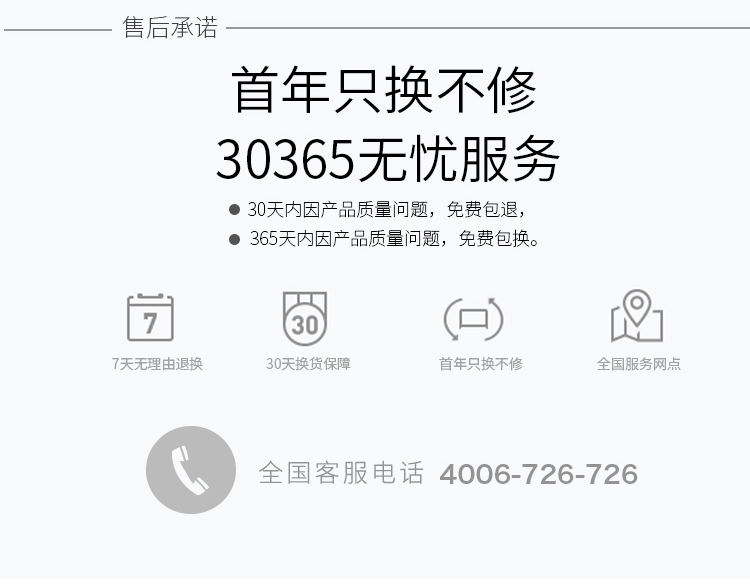 售后承诺
首年只换不修
30365无忧服务
30天内因产品质量问题，免费包退，
365天内因产品质量问题，免费包换。
7
30
7天无理由退换
30天换货保障
首年只换不修
全国服务网点
全国客服电话 4006-726-726